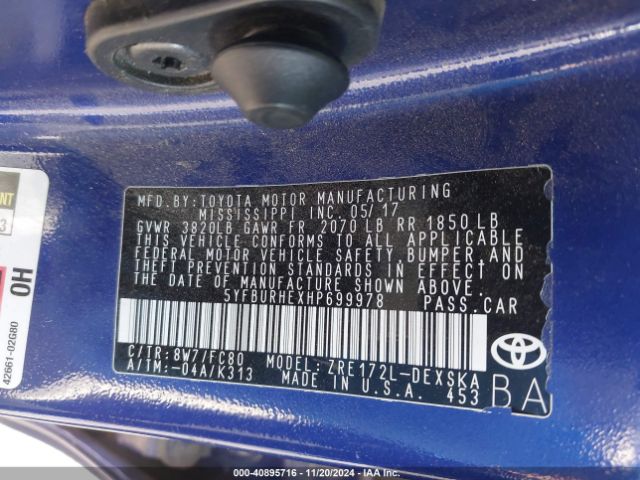 MFD. BY: TOYOTA MOTOR MANUFACTURING
MISSISSIPPI INC. 05/17
GVWR 3820LB GAWR FR 2070 LB RR 1850 LB
THIS VEHICLE CONFORMS TO ALL APPLICABLE
FEDERAL MOTOR VEHICLE SAFETY, BUMPER, AND
THEFT PREVENTION STANDARDS IN EFFECT ON
THE DATE OF MANUFACTURE SHOWN ABOVE.
5YFBURHEXHP699978 PASS.CAR
C/TR: 8W7/FC80 MODEL: ZRE172L-DEXSKA
A/TM: -04A/K313 MADE IN U.S.A. 453
BA
HO
42661-02G80
000-40895716 - 11/20/2024 - IAA Inc.